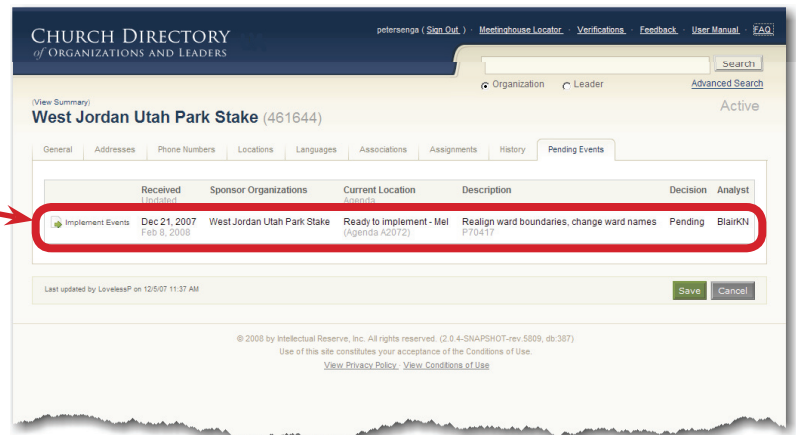 CHURCH DIRECTORY
of ORGANIZATIONS AND LEADERS
petersenga ( Sign Out ) · Meetinghouse Locator · Verifications · Feedback · User Manual · FAQ
Search
Organization Leader Advanced Search
(View Summary)
West Jordan Utah Park Stake (461644) Active
General Addresses Phone Numbers Locations Languages Associations Assignments History Pending Events
Received Sponsor Organizations Current Location Description Decision Analyst
Updated Agenda
Implement Events Dec 21, 2007 West Jordan Utah Park Stake Ready to implement - Mel Realign ward boundaries, change ward names Pending BlairKN
Feb 8, 2008 (Agenda A2072) P70417
Last updated by LovelessP on 12/5/07 11:37 AM Save Cancel
© 2008 by Intellectual Reserve, Inc. All rights reserved. (2.0.4-SNAPSHOT-rev.5809, db:387)
Use of this site constitutes your acceptance of the Conditions of Use.
View Privacy Policy · View Conditions of Use